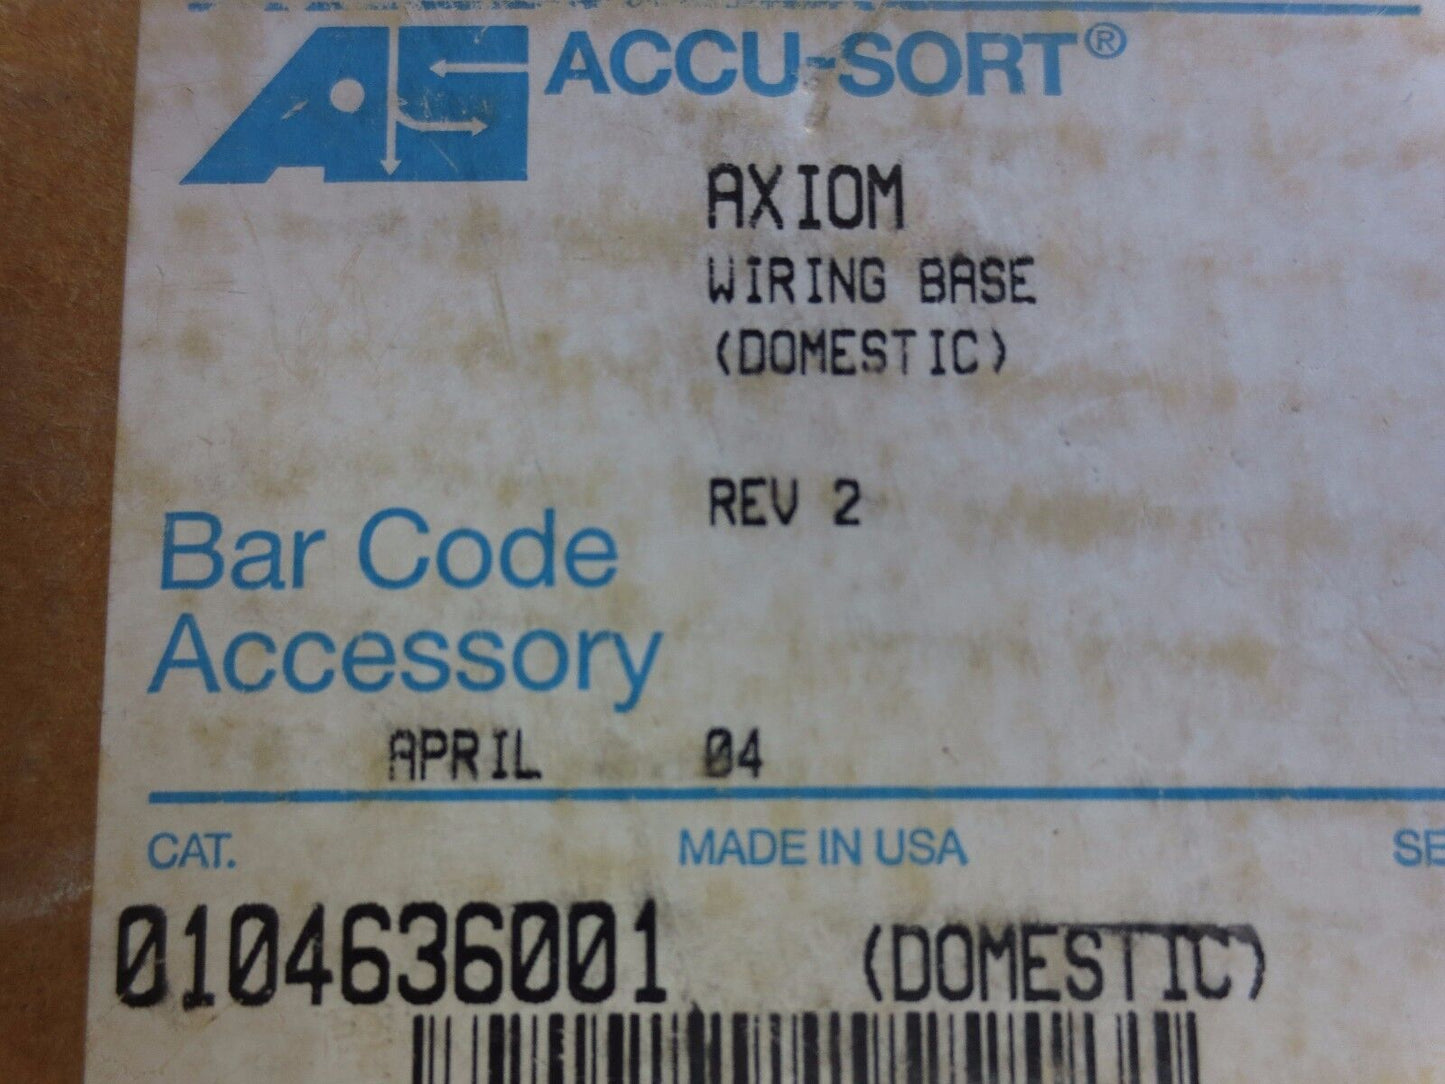 ACCU-SORT®
AXIOM
WIRING BASE
(DOMESTIC)
REV 2
Bar Code
Accessory
APRIL 04
CAT. MADE IN USA SE
0104636001 (DOMESTIC)